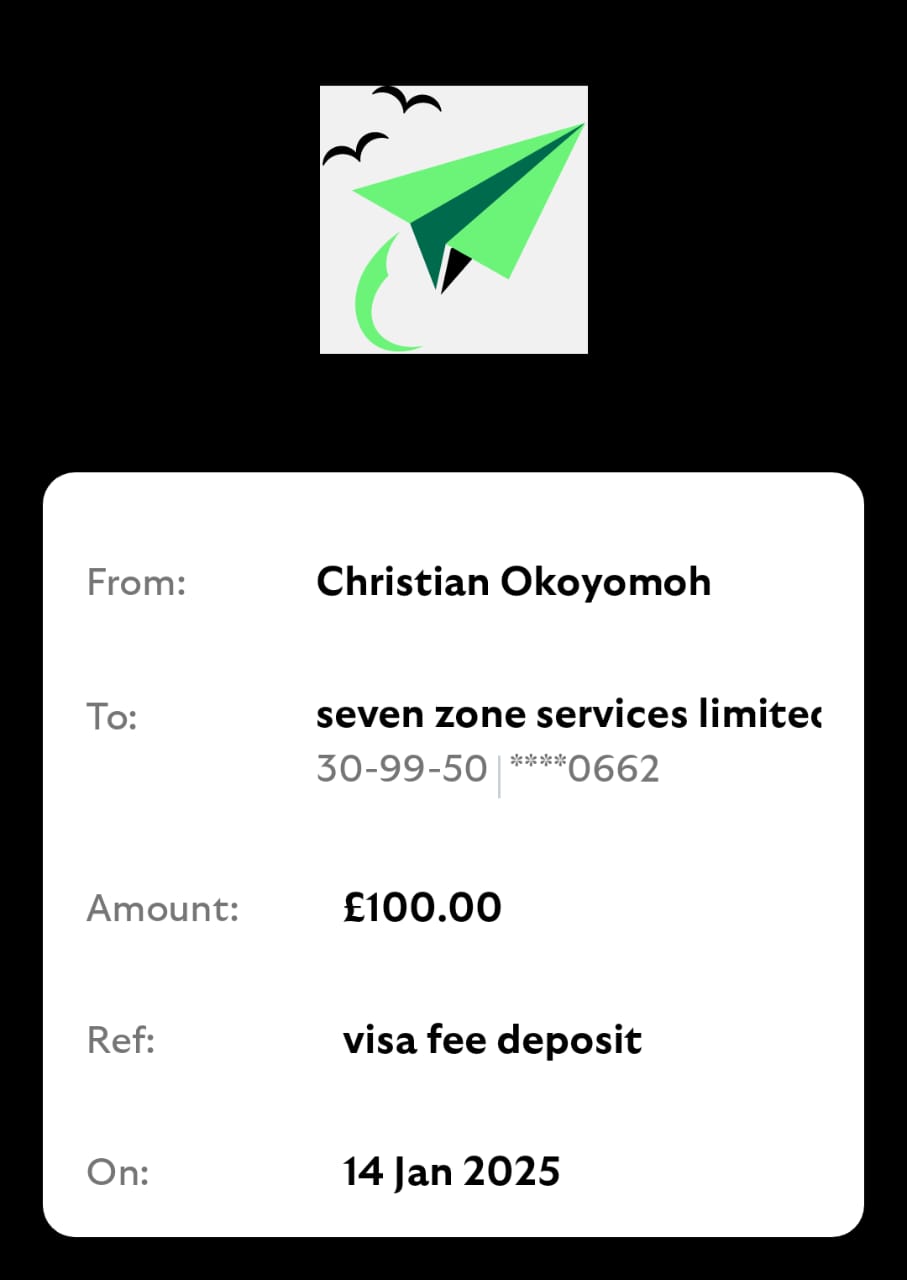 From: Christian Okoyomoh
To: seven zone services limited
30-99-50 | ****0662
Amount: £100.00
Ref: visa fee deposit
On: 14 Jan 2025